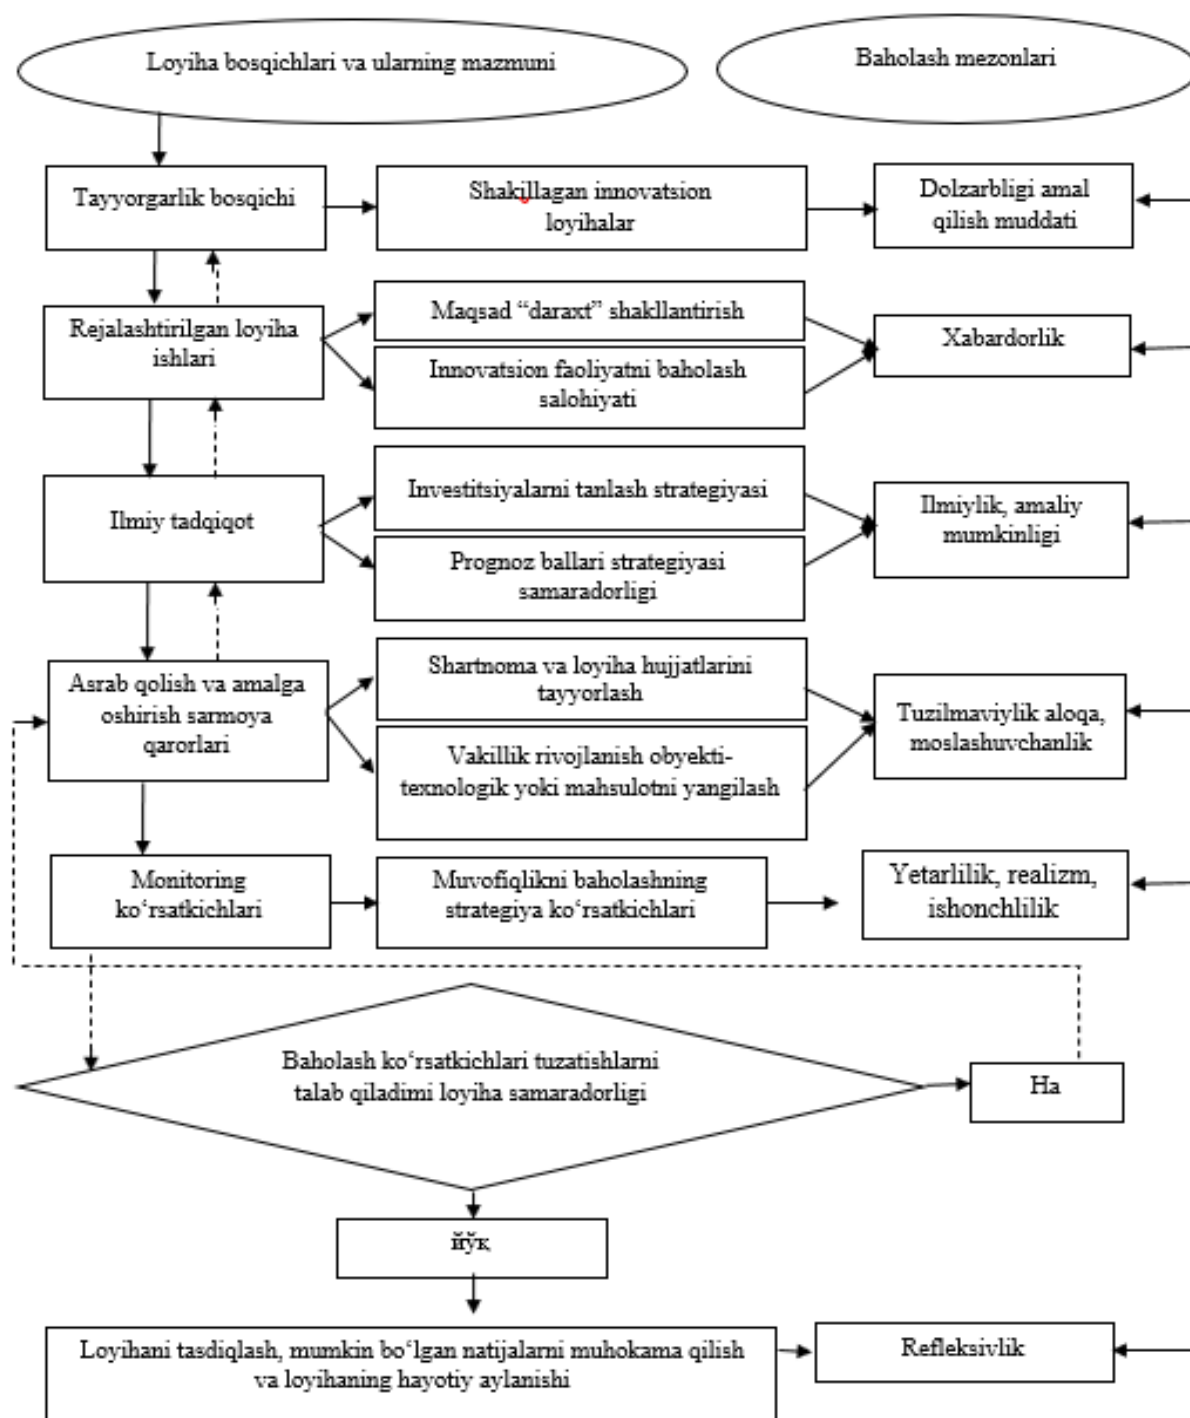 Loyiha bosqichlari va ularning mazmuni
Baholash mezonlari
Tayyorgarlik bosqichi
Shakillagan innovatsion
loyihalar
Dolzarbligi amal
qilish muddati
Rejalashtirilgan loyiha
ishlari
Maqsad “daraxt” shakllantirish
Innovatsion faoliyatni baholash
salohiyati
Xabardorlik
Ilmiy tadqiqot
Investitsiyalarni tanlash strategiyasi
Prognoz ballari strategiyasi
samaradorligi
Ilmiylik, amaliy
mumkinligi
Asrab qolish va amalga
oshirish sarmoya
qarorlari
Shartnoma va loyiha hujjatlarini
tayyorlash
Vakillik rivojlanish obyekti-
texnologik yoki mahsulotni yangilash
Tuzilmaviylik aloqa,
moslashuvchanlik
Monitoring
ko‘rsatkichlari
Muvofiqlikni baholashning
strategiya ko‘rsatkichlari
Yetarlilik, realizm,
ishonchlilik
Baholash ko‘rsatkichlari tuzatishlarni
talab qiladimi loyiha samaradorligi
Ha
йўқ
Loyihani tasdiqlash, mumkin bo‘lgan natijalarni muhokama qilish
va loyihaning hayotiy aylanishi
Refleksivlik